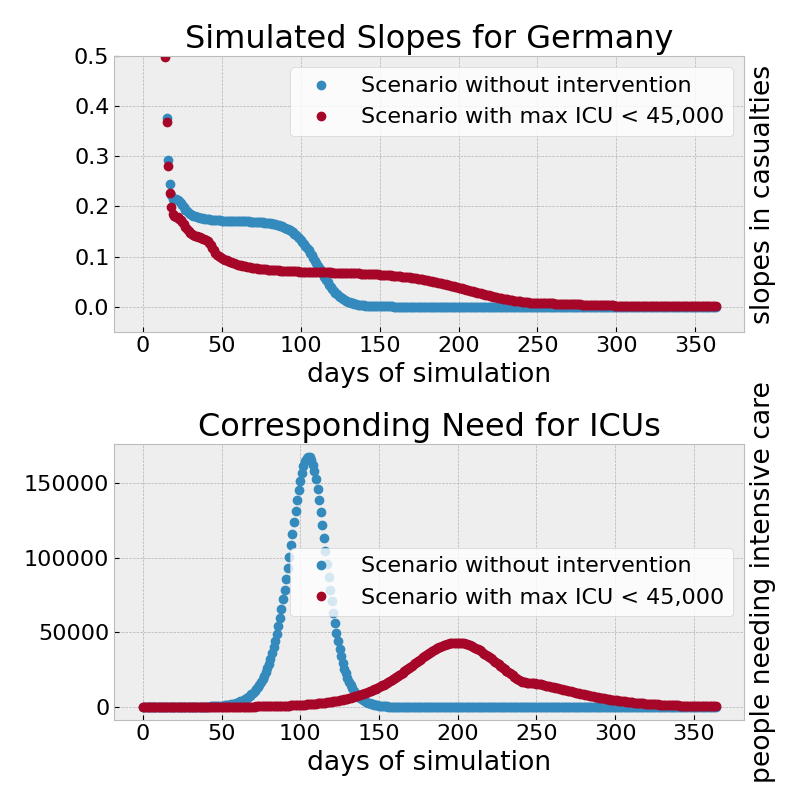 Simulated Slopes for Germany
0.5
0.4
0.3
0.2
0.1
0.0
Scenario without intervention
Scenario with max ICU < 45,000
slopes in casualties
0 50 100 150 200 250 300 350
days of simulation
Corresponding Need for ICUs
150000
100000
50000
0
Scenario without intervention
Scenario with max ICU < 45,000
people needing intensive care
0 50 100 150 200 250 300 350
days of simulation